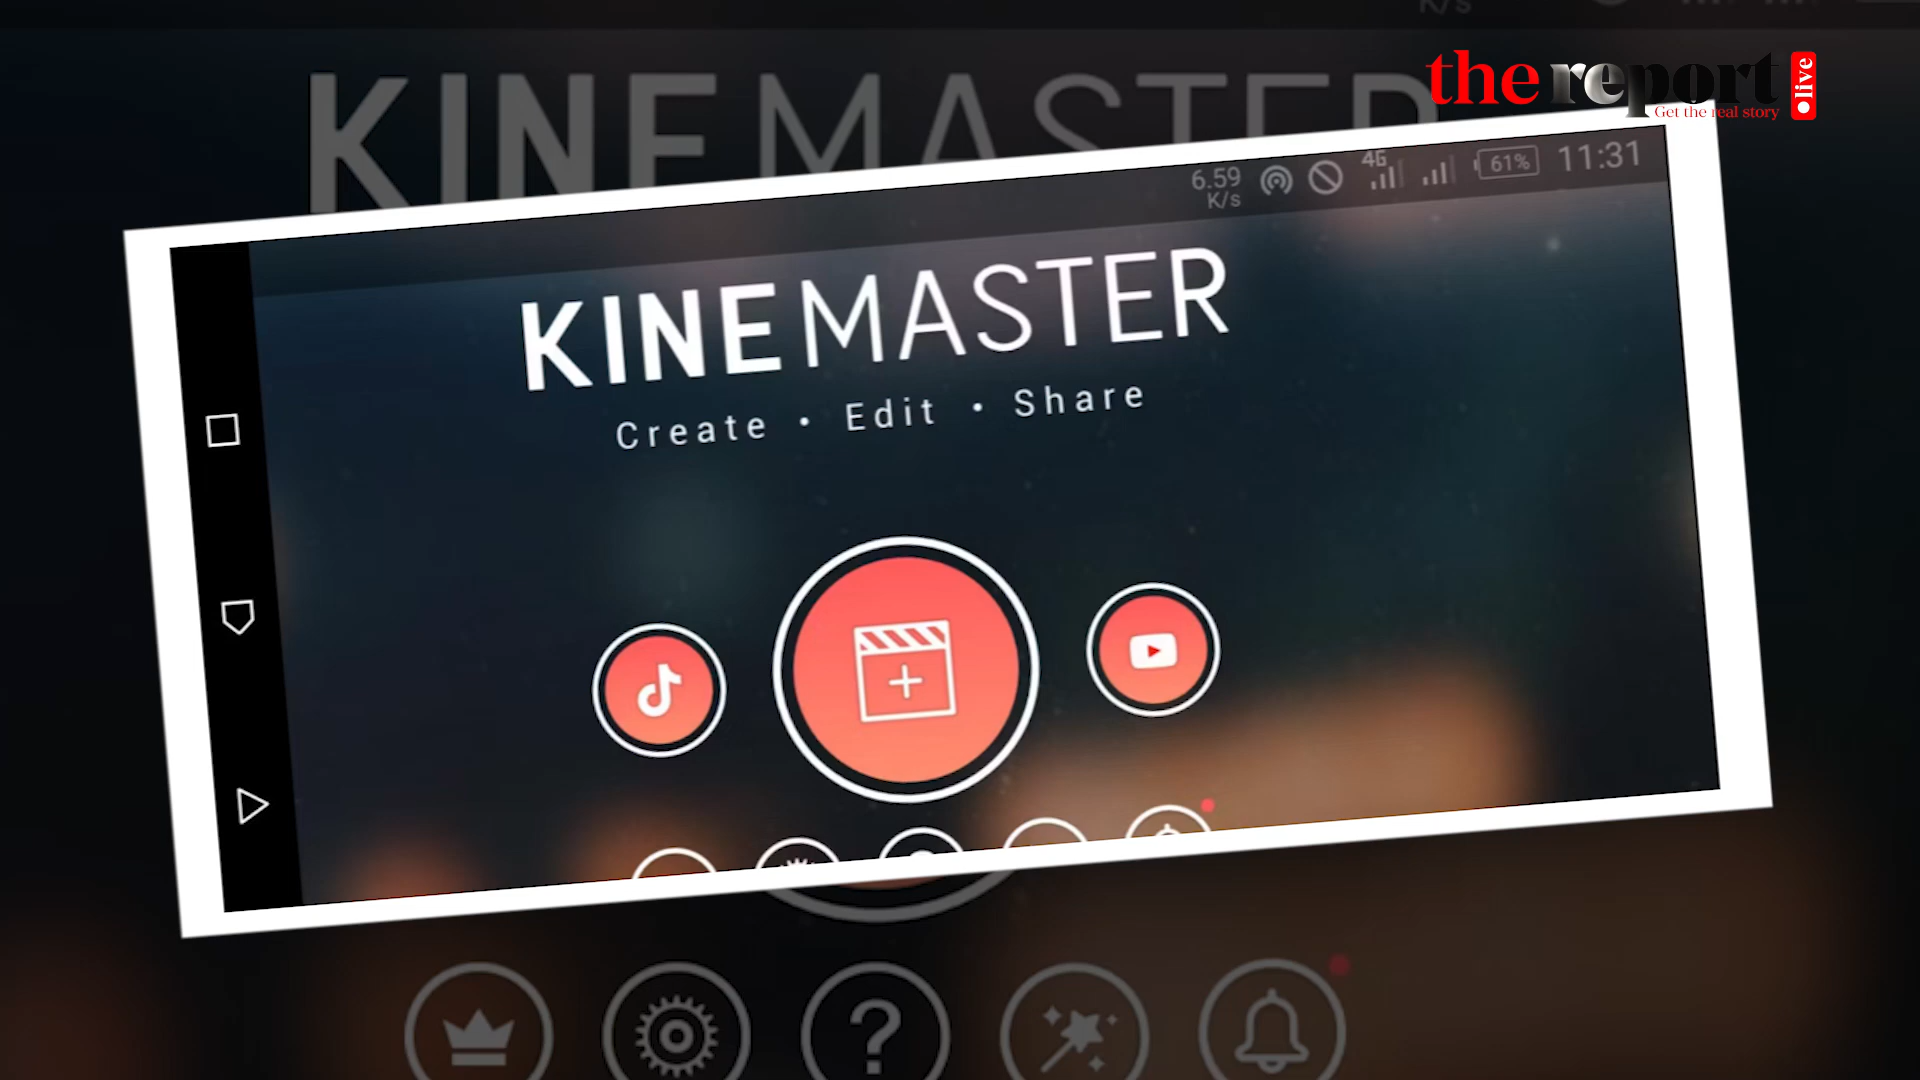 K/s
KINEMASTER
the report live
Get the real story
6.59
K/s
4G
61%
11:31
KINEMASTER
Create • Edit • Share
?